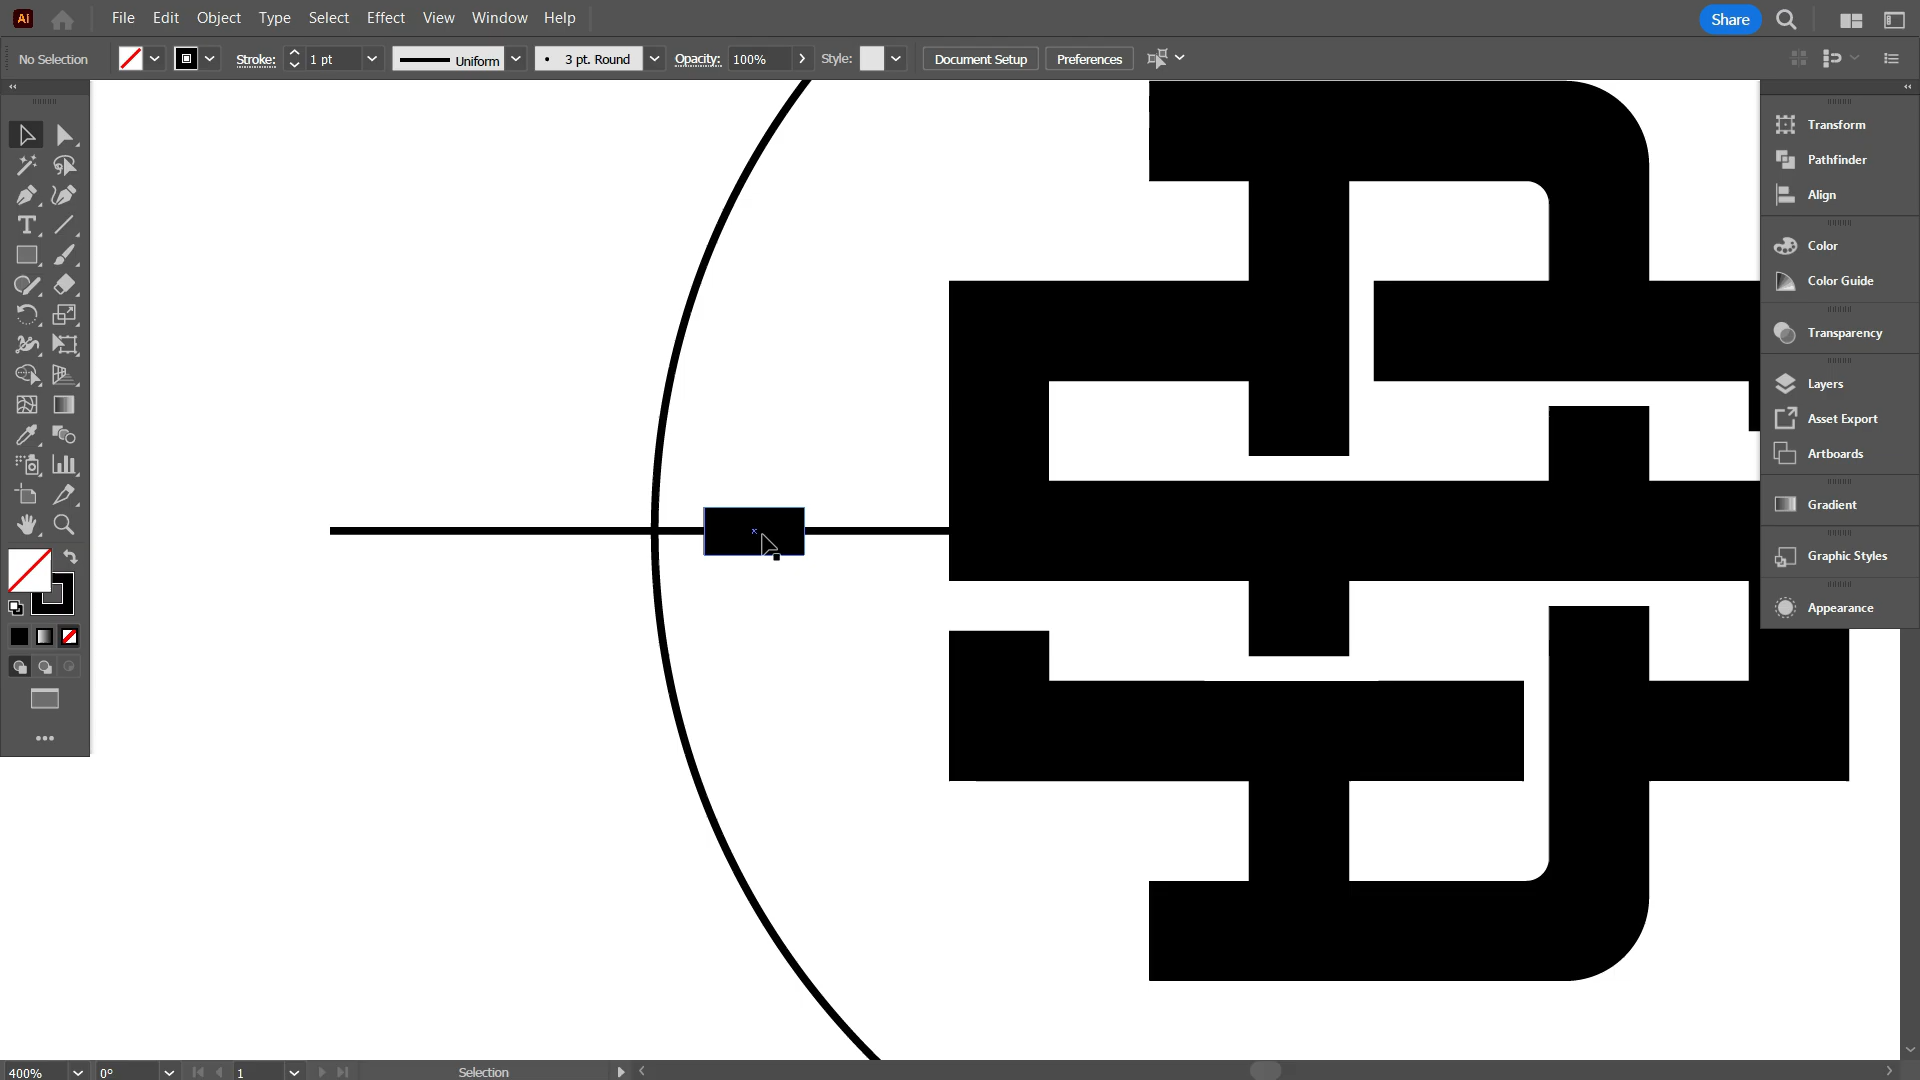 Ai File Edit Object Type Select Effect View Window Help Share
No Selection Stroke: 1 pt Uniform 3 pt. Round Opacity: 100% Style: Document Setup Preferences
Transform
Pathfinder
Align
Color
Color Guide
Transparency
Layers
Asset Export
Artboards
Gradient
Graphic Styles
Appearance
400% 0° 1 Selection